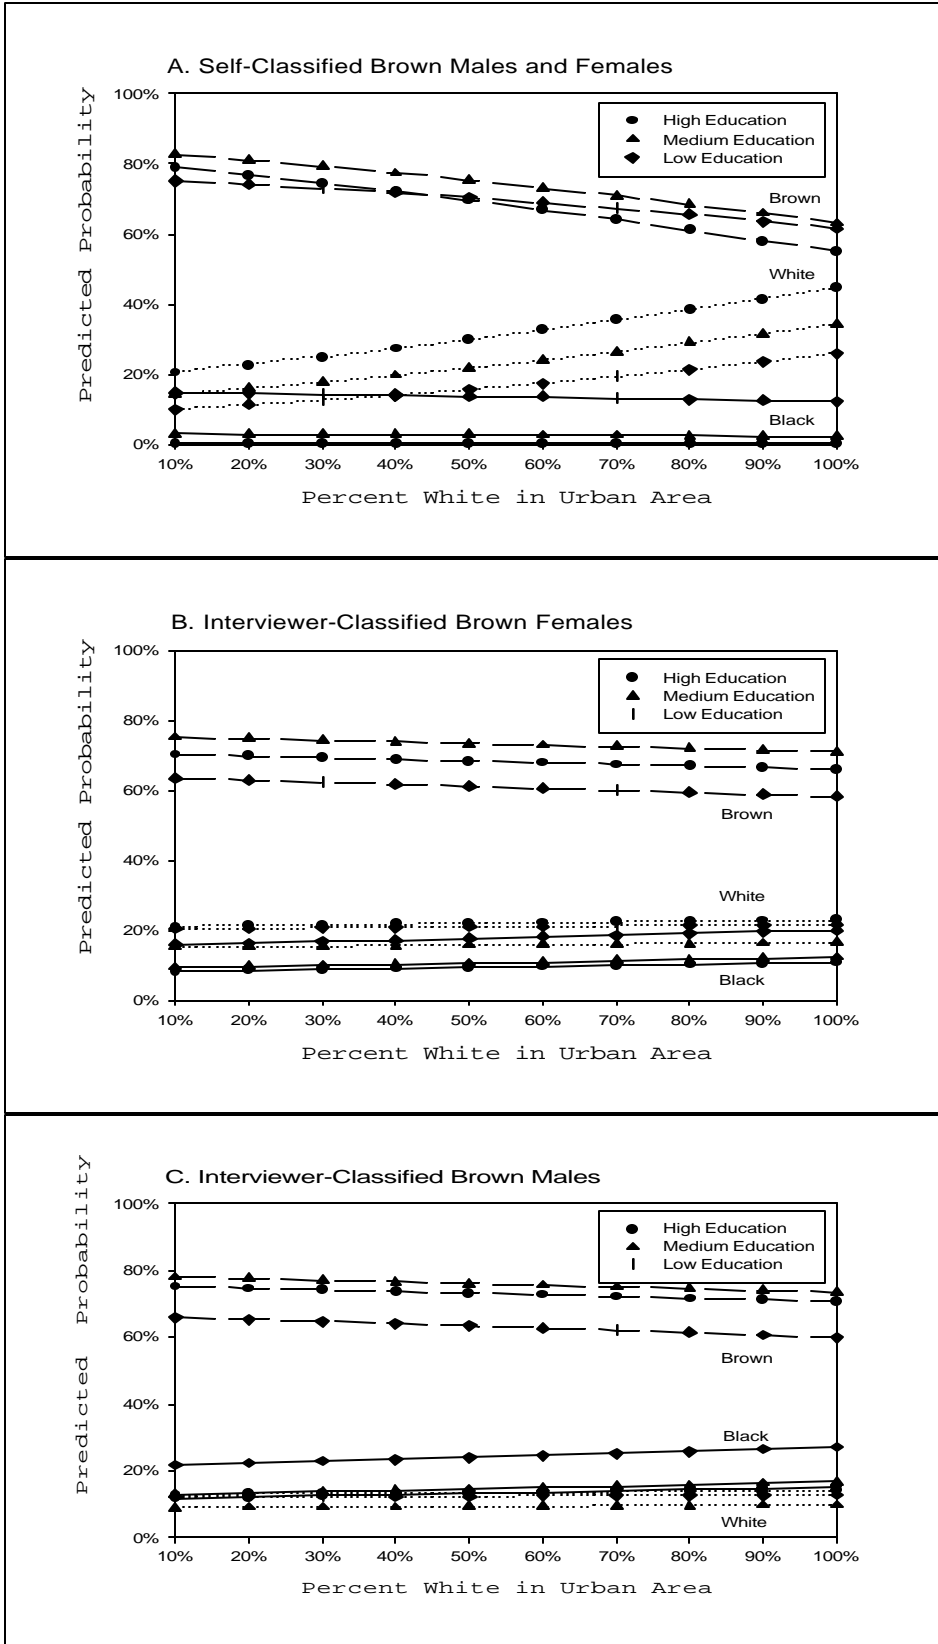 A. Self-Classified Brown Males and Females
Predicted Probability
100%
80%
60%
40%
20%
0%
High Education
Medium Education
Low Education
Brown
White
Black
10% 20% 30% 40% 50% 60% 70% 80% 90% 100%
Percent White in Urban Area
B. Interviewer-Classified Brown Females
Predicted Probability
100%
80%
60%
40%
20%
0%
High Education
Medium Education
Low Education
Brown
White
Black
10% 20% 30% 40% 50% 60% 70% 80% 90% 100%
Percent White in Urban Area
C. Interviewer-Classified Brown Males
Predicted Probability
100%
80%
60%
40%
20%
0%
High Education
Medium Education
Low Education
Brown
Black
White
10% 20% 30% 40% 50% 60% 70% 80% 90% 100%
Percent White in Urban Area